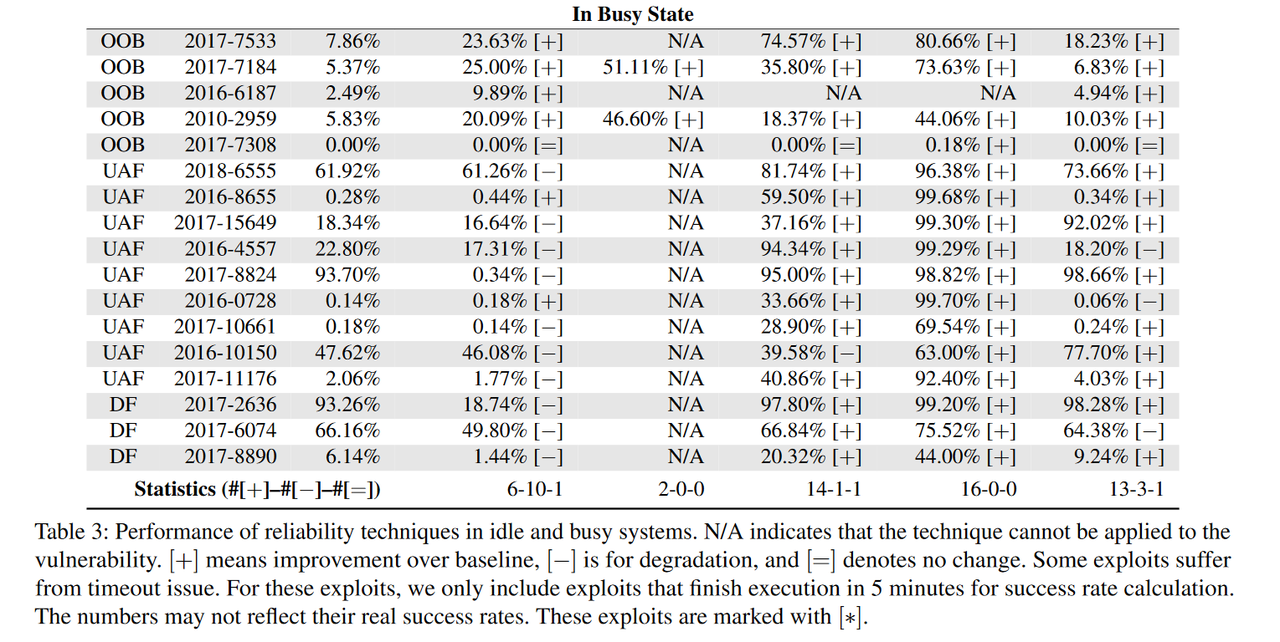 In Busy State
OOB 2017-7533 7.86% 23.63% [+] N/A 74.57% [+] 80.66% [+] 18.23% [+]
OOB 2017-7184 5.37% 25.00% [+] 51.11% [+] 35.80% [+] 73.63% [+] 6.83% [+]
OOB 2016-6187 2.49% 9.89% [+] N/A N/A N/A 4.94% [+]
OOB 2010-2959 5.83% 20.09% [+] 46.60% [+] 18.37% [+] 44.06% [+] 10.03% [+]
OOB 2017-7308 0.00% 0.00% [=] N/A 0.00% [=] 0.18% [+] 0.00% [=]
UAF 2018-6555 61.92% 61.26% [−] N/A 81.74% [+] 96.38% [+] 73.66% [+]
UAF 2016-8655 0.28% 0.44% [+] N/A 59.50% [+] 99.68% [+] 0.34% [+]
UAF 2017-15649 18.34% 16.64% [−] N/A 37.16% [+] 99.30% [+] 92.02% [+]
UAF 2016-4557 22.80% 17.31% [−] N/A 94.34% [+] 99.29% [+] 18.20% [−]
UAF 2017-8824 93.70% 0.34% [−] N/A 95.00% [+] 98.82% [+] 98.66% [+]
UAF 2016-0728 0.14% 0.18% [+] N/A 33.66% [+] 99.70% [+] 0.06% [−]
UAF 2017-10661 0.18% 0.14% [−] N/A 28.90% [+] 69.54% [+] 0.24% [+]
UAF 2016-10150 47.62% 46.08% [−] N/A 39.58% [−] 63.00% [+] 77.70% [+]
UAF 2017-11176 2.06% 1.77% [−] N/A 40.86% [+] 92.40% [+] 4.03% [+]
DF 2017-2636 93.26% 18.74% [−] N/A 97.80% [+] 99.20% [+] 98.28% [+]
DF 2017-6074 66.16% 49.80% [−] N/A 66.84% [+] 75.52% [+] 64.38% [−]
DF 2017-8890 6.14% 1.44% [−] N/A 20.32% [+] 44.00% [+] 9.24% [+]
Statistics (#[+]–#[−]–#[=]) 6-10-1 2-0-0 14-1-1 16-0-0 13-3-1
Table 3: Performance of reliability techniques in idle and busy systems. N/A indicates that the technique cannot be applied to the
vulnerability. [+] means improvement over baseline, [−] is for degradation, and [=] denotes no change. Some exploits suffer
from timeout issue. For these exploits, we only include exploits that finish execution in 5 minutes for success rate calculation.
The numbers may not reflect their real success rates. These exploits are marked with [∗].